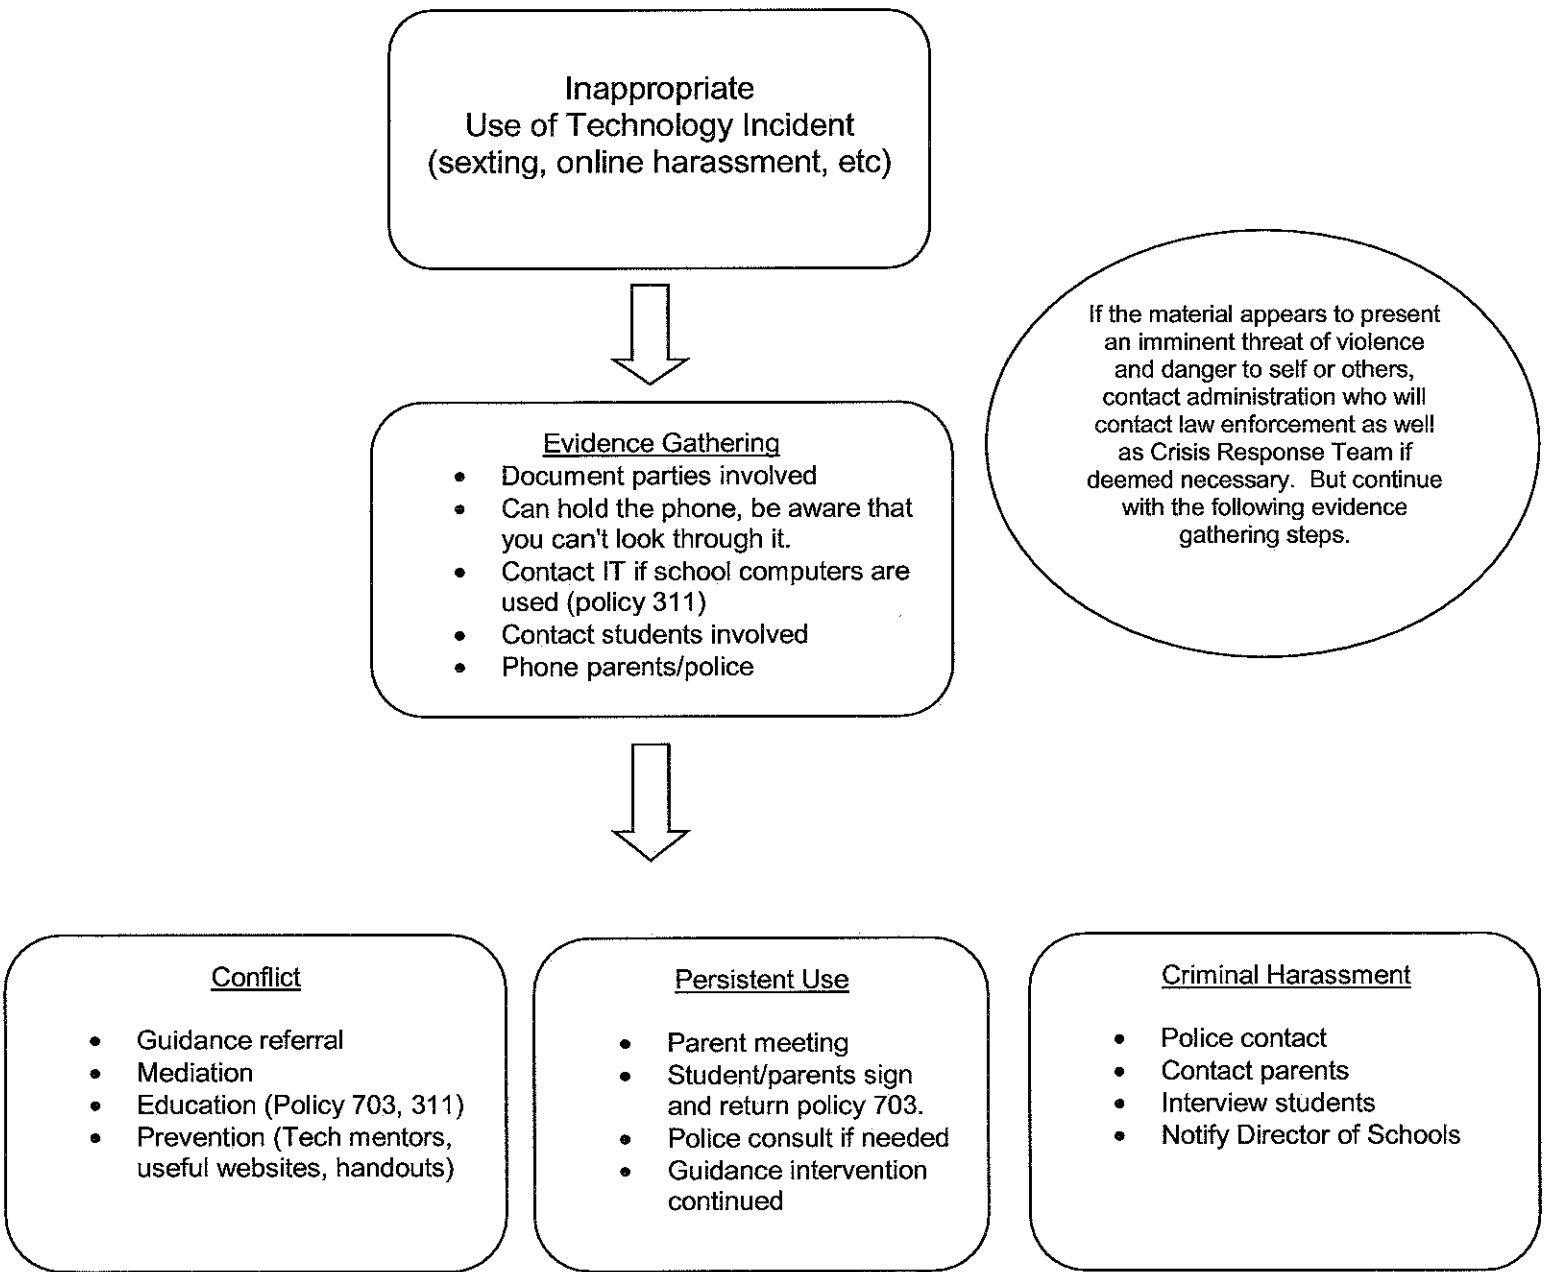 Inappropriate
Use of Technology Incident
(sexting, online harassment, etc)
If the material appears to present
an imminent threat of violence
and danger to self or others,
contact administration who will
contact law enforcement as well
as Crisis Response Team if
deemed necessary.  But continue
with the following evidence
gathering steps.
Evidence Gathering
• Document parties involved
• Can hold the phone, be aware that
you can't look through it.
• Contact IT if school computers are
used (policy 311)
• Contact students involved
• Phone parents/police
Conflict
• Guidance referral
• Mediation
• Education (Policy 703, 311)
• Prevention (Tech mentors,
useful websites, handouts)
Persistent Use
• Parent meeting
• Student/parents sign
and return policy 703.
• Police consult if needed
• Guidance intervention
continued
Criminal Harassment
• Police contact
• Contact parents
• Interview students
• Notify Director of Schools